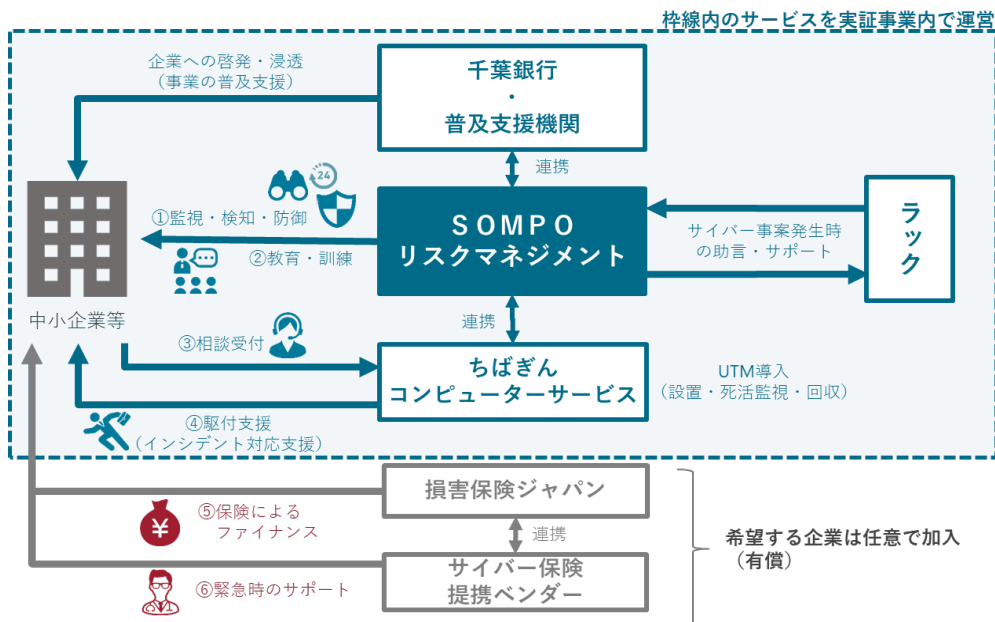 枠線内のサービスを実証事業内で運営
企業への啓発・浸透
（事業の普及支援）
千葉銀行
・
普及支援機関
連携
24
①監視・検知・防御
②教育・訓練
ＳＯＭＰＯ
リスクマネジメント
サイバー事案発生時
の助言・サポート
ラック
中小企業等
連携
③相談受付
ちばぎん
コンピューターサービス
UTM導入
（設置・死活監視・回収）
④駆付支援
（インシデント対応支援）
損害保険ジャパン
⑤保険による
ファイナンス
¥
連携
サイバー保険
提携ベンダー
⑥緊急時のサポート
希望する企業は任意で加入
（有償）